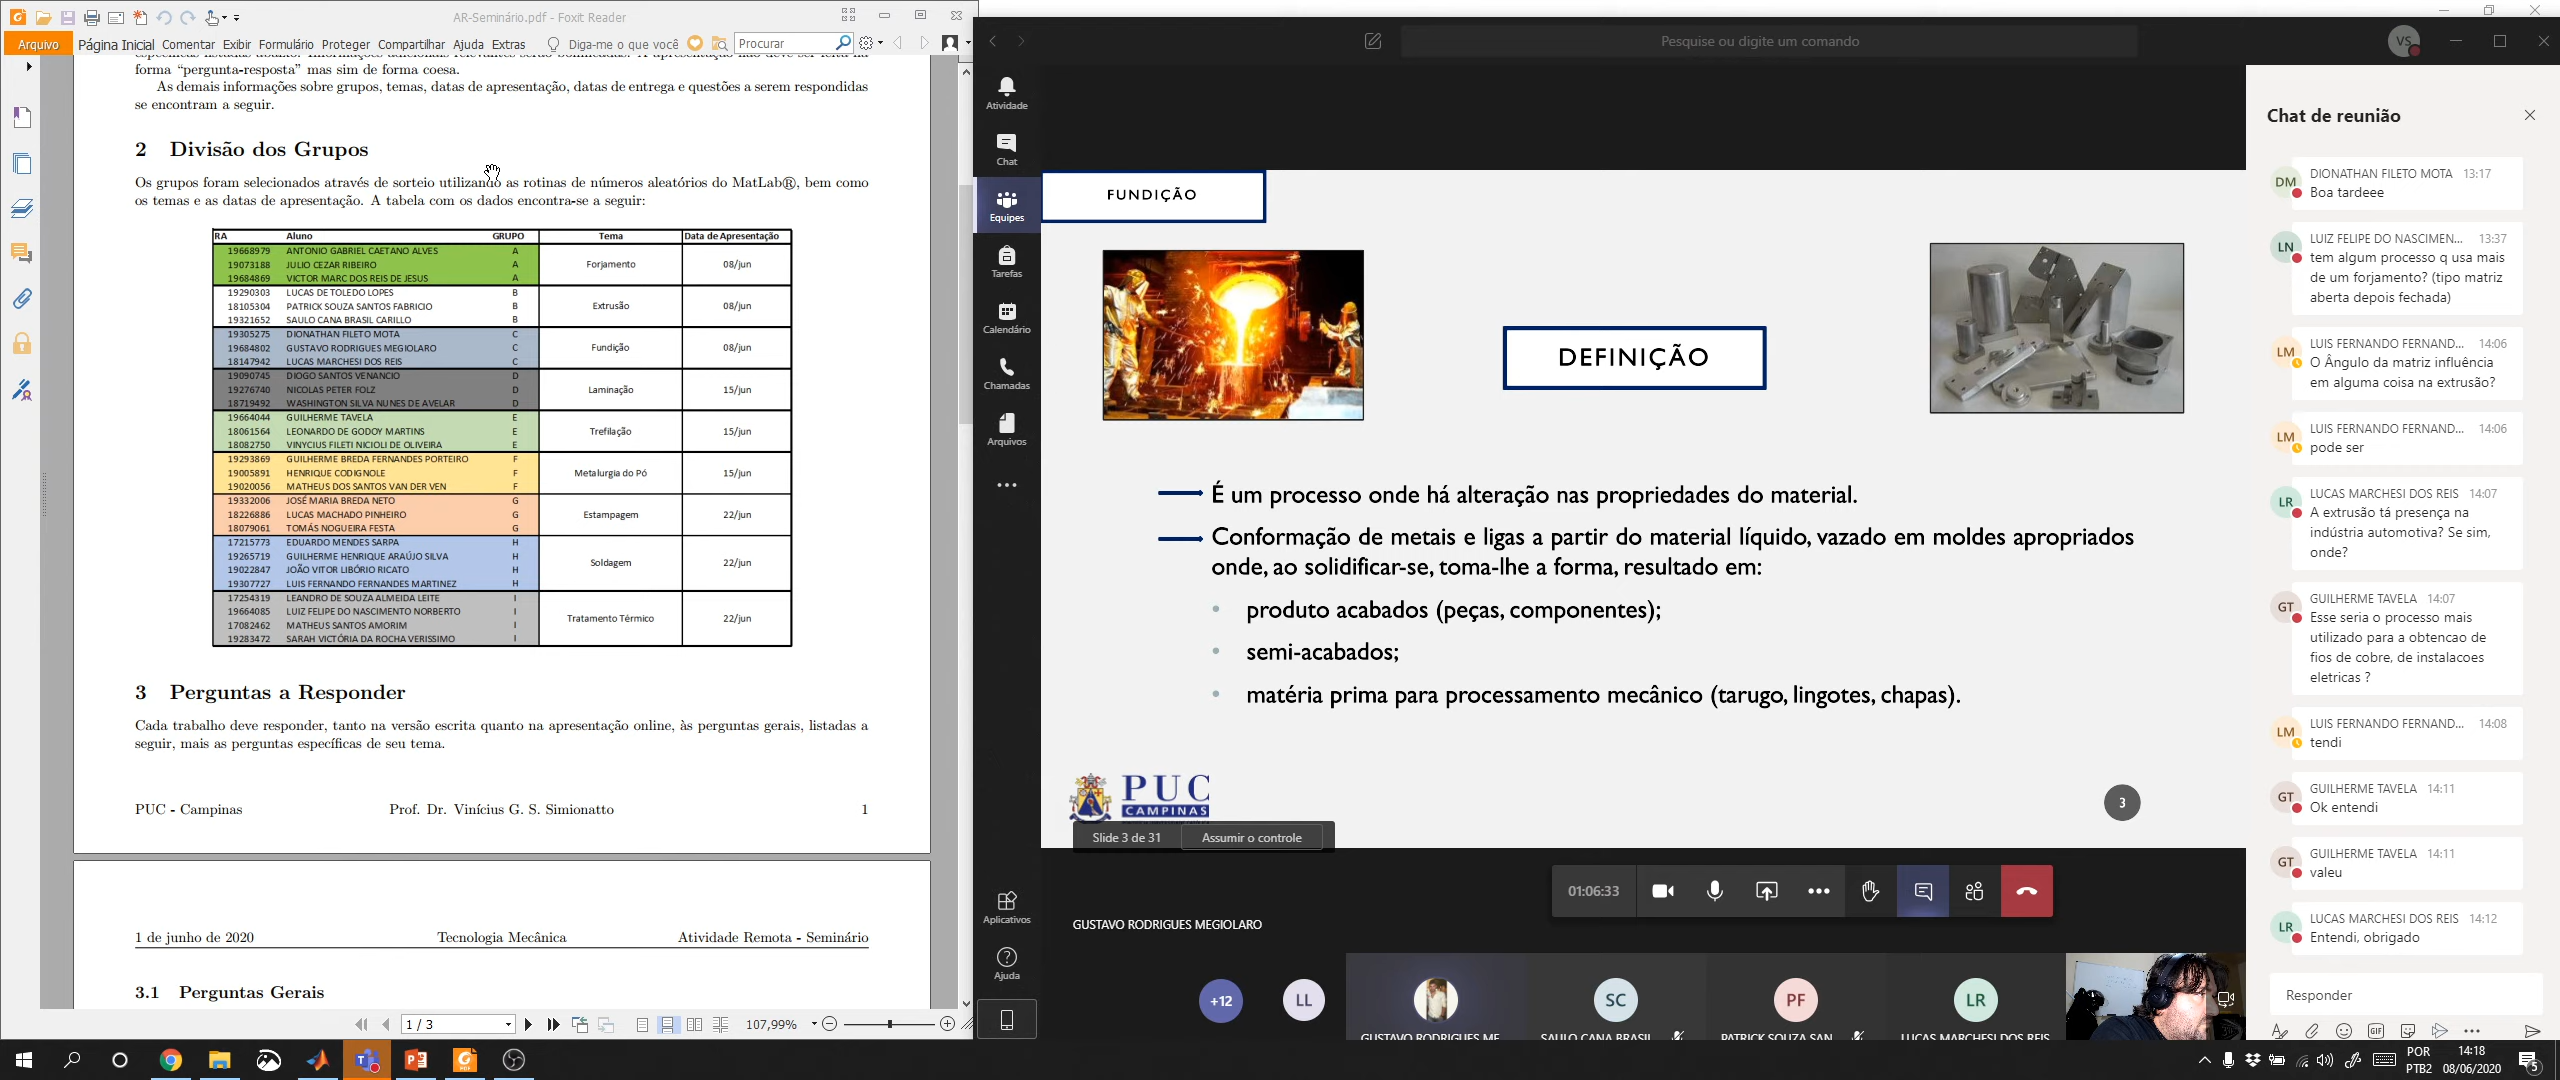 AR-Seminário.pdf - Foxit Reader
Arquivo
Página Inicial
Comentar
Exibir
Formulário
Proteger
Compartilhar
Ajuda
Extras
Diga-me o que você
Procurar
forma “pergunta-resposta” mas sim de forma coesa.
As demais informações sobre grupos, temas, datas de apresentação, datas de entrega e questões a serem respondidas
se encontram a seguir.
2 Divisão dos Grupos
Os grupos foram selecionados através de sorteio utilizando as rotinas de números aleatórios do MatLab®, bem como
os temas e as datas de apresentação. A tabela com os dados encontra-se a seguir:
RA Aluno GRUPO Tema Data de Apresentação
19668979 ANTONIO GABRIEL CAETANO ALVES A
19073188 JULIO CEZAR RIBEIRO A Forjamento 08/jun
19684869 VICTOR MARC DOS REIS DE JESUS A
19290303 LUCAS DE TOLEDO LOPES B
18105304 PATRICK SOUZA SANTOS FABRICIO B Extrusão 08/jun
19321652 SAULO CANA BRASIL CARILLO B
19305275 DIONATHAN FILETO MOTA C
19684802 GUSTAVO RODRIGUES MEGIOLARO C Fundição 08/jun
18147942 LUCAS MARCHESI DOS REIS C
19090745 DIOGO SANTOS VENANCIO D
19276740 NICOLAS PETER FOLZ D Laminação 15/jun
18719492 WASHINGTON SILVA NUNES DE AVELAR D
19664044 GUILHERME TAVELA E
18061564 LEONARDO DE GODOY MARTINS E Trefilação 15/jun
18082750 VINYCIUS FILETI NICIOLI DE OLIVEIRA E
19293869 GUILHERME BREDA FERNANDES PORTEIRO F
19005891 HENRIQUE CODIGNOLE F Metalurgia do Pó 15/jun
19020056 MATHEUS DOS SANTOS VAN DER VEN F
19332006 JOSÉ MARIA BREDA NETO G
18226886 LUCAS MACHADO PINHEIRO G Estampagem 22/jun
18079061 TOMÁS NOGUEIRA FESTA G
17215773 EDUARDO MENDES SARPA H
19265719 GUILHERME HENRIQUE ARAÚJO SILVA H
Soldagem 22/jun
19022847 JOÃO VITOR LIBÓRIO RICATO H
19307727 LUIS FERNANDO FERNANDES MARTINEZ H
17254319 LEANDRO DE SOUZA ALMEIDA LEITE I
19664085 LUIZ FELIPE DO NASCIMENTO NORBERTO I
Tratamento Térmico 22/jun
17082462 MATHEUS SANTOS AMORIM I
19283472 SARAH VICTÓRIA DA ROCHA VERISSIMO I
3 Perguntas a Responder
Cada trabalho deve responder, tanto na versão escrita quanto na apresentação online, às perguntas gerais, listadas a
seguir, mais as perguntas específicas de seu tema.
PUC - Campinas Prof. Dr. Vinícius G. S. Simionatto 1
1 de junho de 2020 Tecnologia Mecânica Atividade Remota - Seminário
3.1 Perguntas Gerais
1 / 3
107,99%
Pesquise ou digite um comando
VS
Atividade
Chat
Equipes
Tarefas
Calendário
Chamadas
Arquivos
Aplicativos
Ajuda
FUNDIÇÃO
DEFINIÇÃO
É um processo onde há alteração nas propriedades do material.
Conformação de metais e ligas a partir do material líquido, vazado em moldes apropriados
onde, ao solidificar-se, toma-lhe a forma, resultado em:
• produto acabados (peças, componentes);
• semi-acabados;
• matéria prima para processamento mecânico (tarugo, lingotes, chapas).
PUC
CAMPINAS
3
Slide 3 de 31
Assumir o controle
01:06:33
GUSTAVO RODRIGUES MEGIOLARO
+12
LL
SC
PF
LR
GUSTAVO RODRIGUES ME
SAULO CANA BRASIL
PATRICK SOUZA SAN
LUCAS MARCHESI DOS REIS
Chat de reunião
DM
DIONATHAN FILETO MOTA 13:17
Boa tardeee
LN
LUIZ FELIPE DO NASCIMEN... 13:37
tem algum processo q usa mais
de um forjamento? (tipo matriz
aberta depois fechada)
LM
LUIS FERNANDO FERNAND... 14:06
O Ângulo da matriz influência
em alguma coisa na extrusão?
LM
LUIS FERNANDO FERNAND... 14:06
pode ser
LR
LUCAS MARCHESI DOS REIS 14:07
A extrusão tá presença na
indústria automotiva? Se sim,
onde?
GT
GUILHERME TAVELA 14:07
Esse seria o processo mais
utilizado para a obtencao de
fios de cobre, de instalacoes
eletricas ?
LM
LUIS FERNANDO FERNAND... 14:08
tendi
GT
GUILHERME TAVELA 14:11
Ok entendi
GT
GUILHERME TAVELA 14:11
valeu
LR
LUCAS MARCHESI DOS REIS 14:12
Entendi, obrigado
Responder
GIF
POR
PTB2
14:18
08/06/2020
5